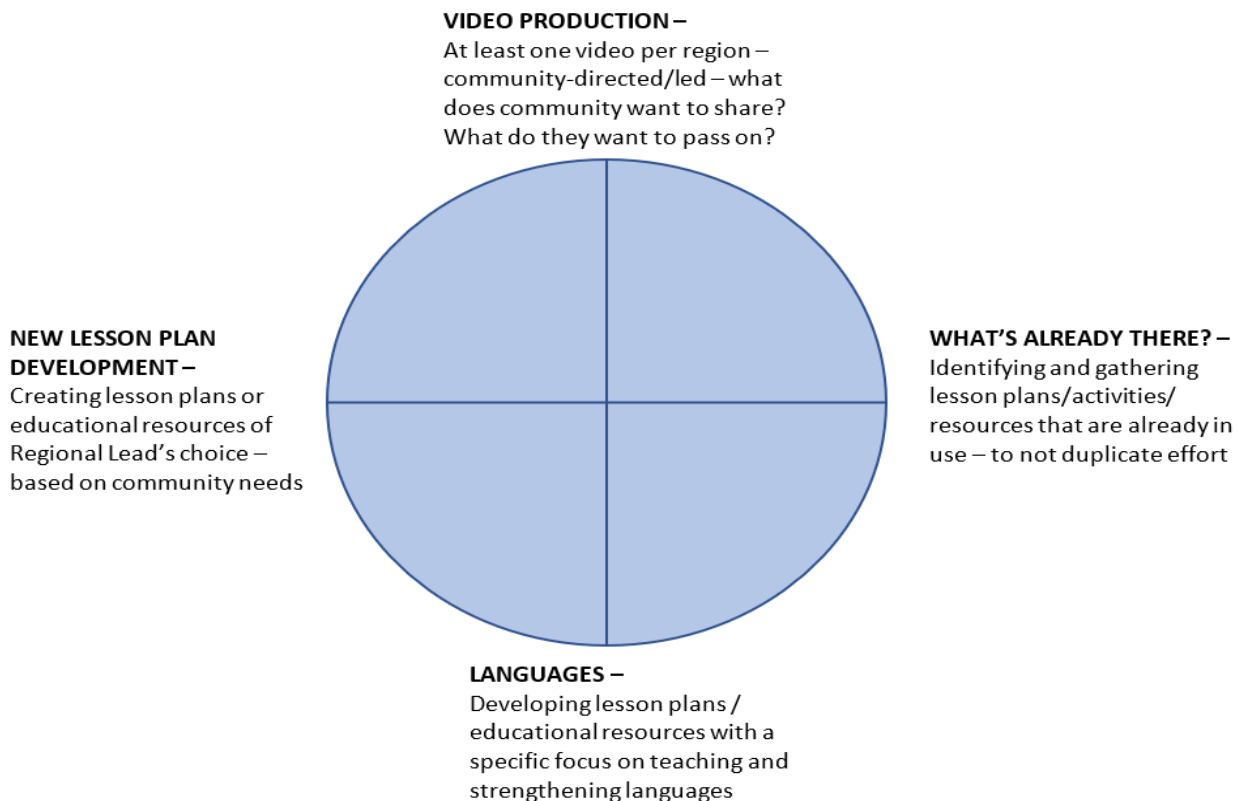 VIDEO PRODUCTION –
At least one video per region –
community-directed/led – what
does community want to share?
What do they want to pass on?
NEW LESSON PLAN
DEVELOPMENT –
Creating lesson plans or
educational resources of
Regional Lead’s choice –
based on community needs
WHAT’S ALREADY THERE? –
Identifying and gathering
lesson plans/activities/
resources that are already in
use – to not duplicate effort
LANGUAGES –
Developing lesson plans /
educational resources with a
specific focus on teaching and
strengthening languages